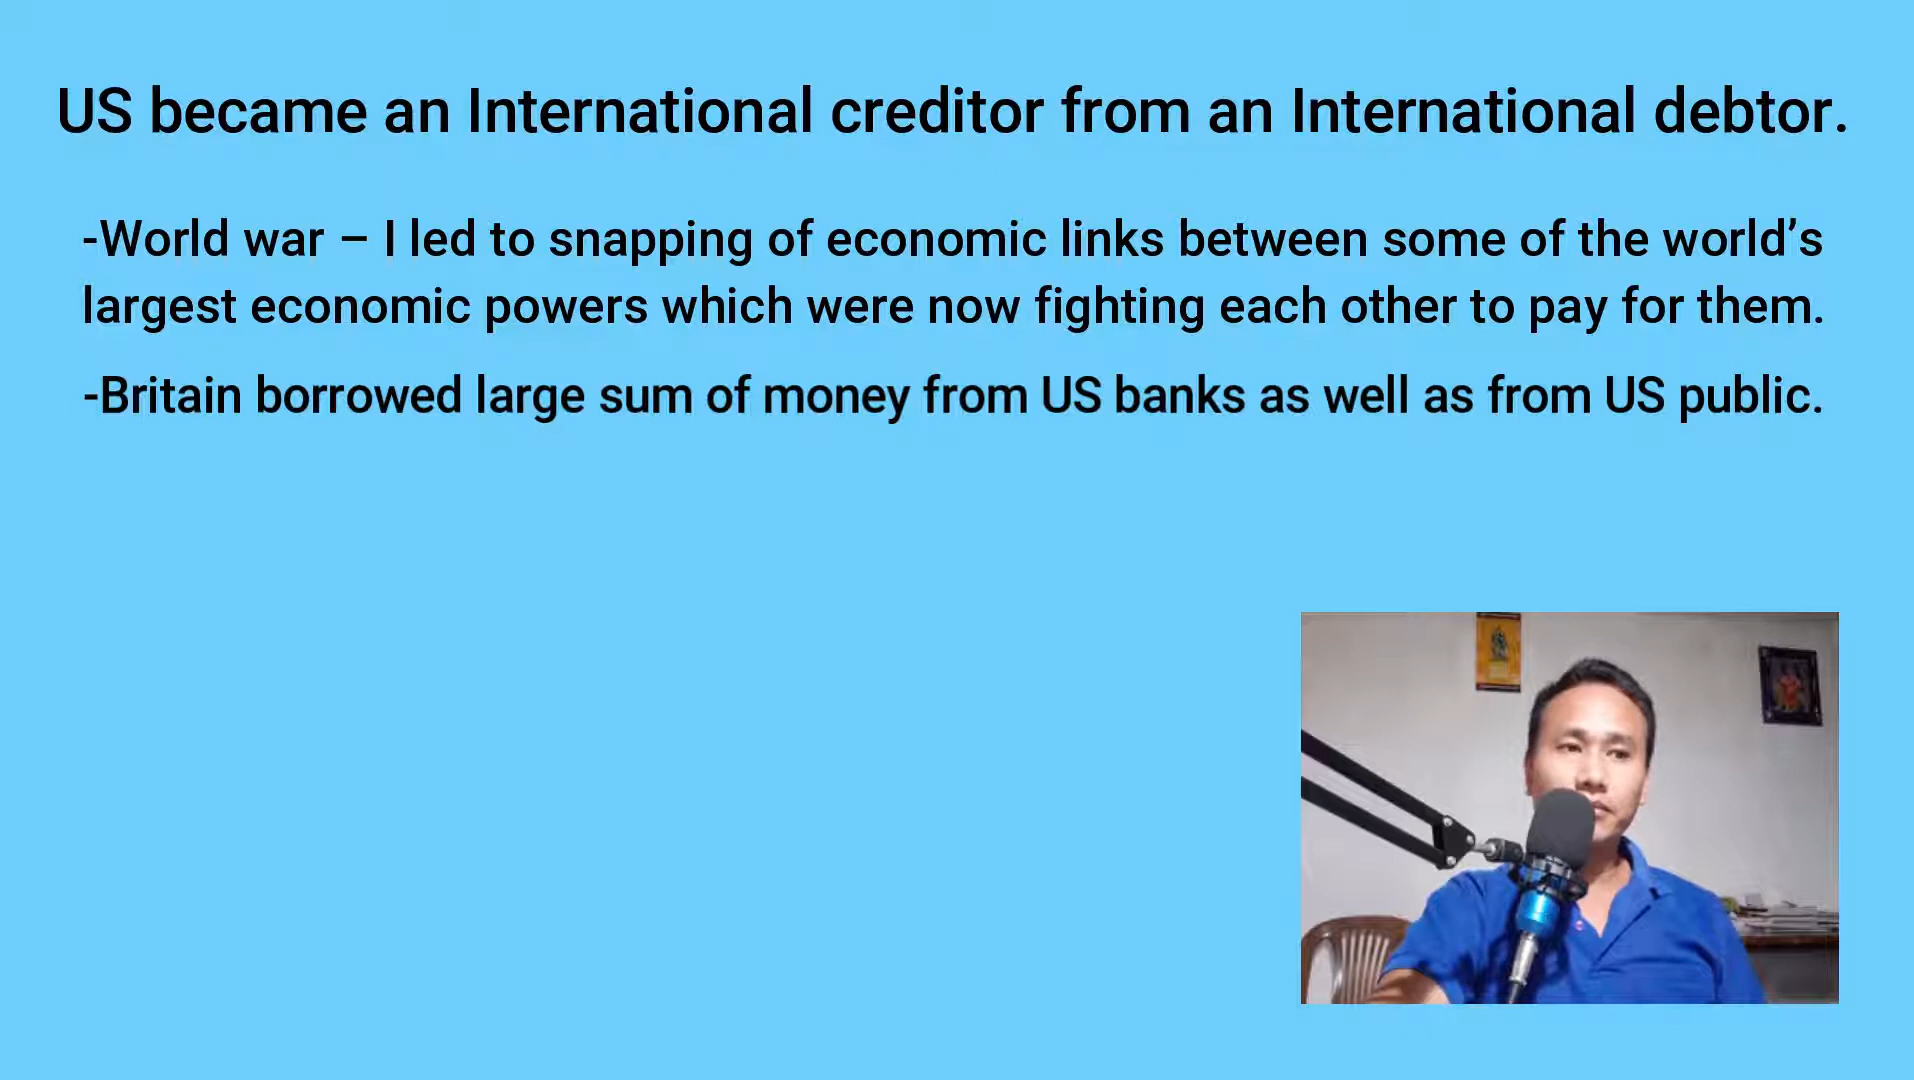 US became an International creditor from an International debtor.
-World war – I led to snapping of economic links between some of the world’s
largest economic powers which were now fighting each other to pay for them.
-Britain borrowed large sum of money from US banks as well as from US public.